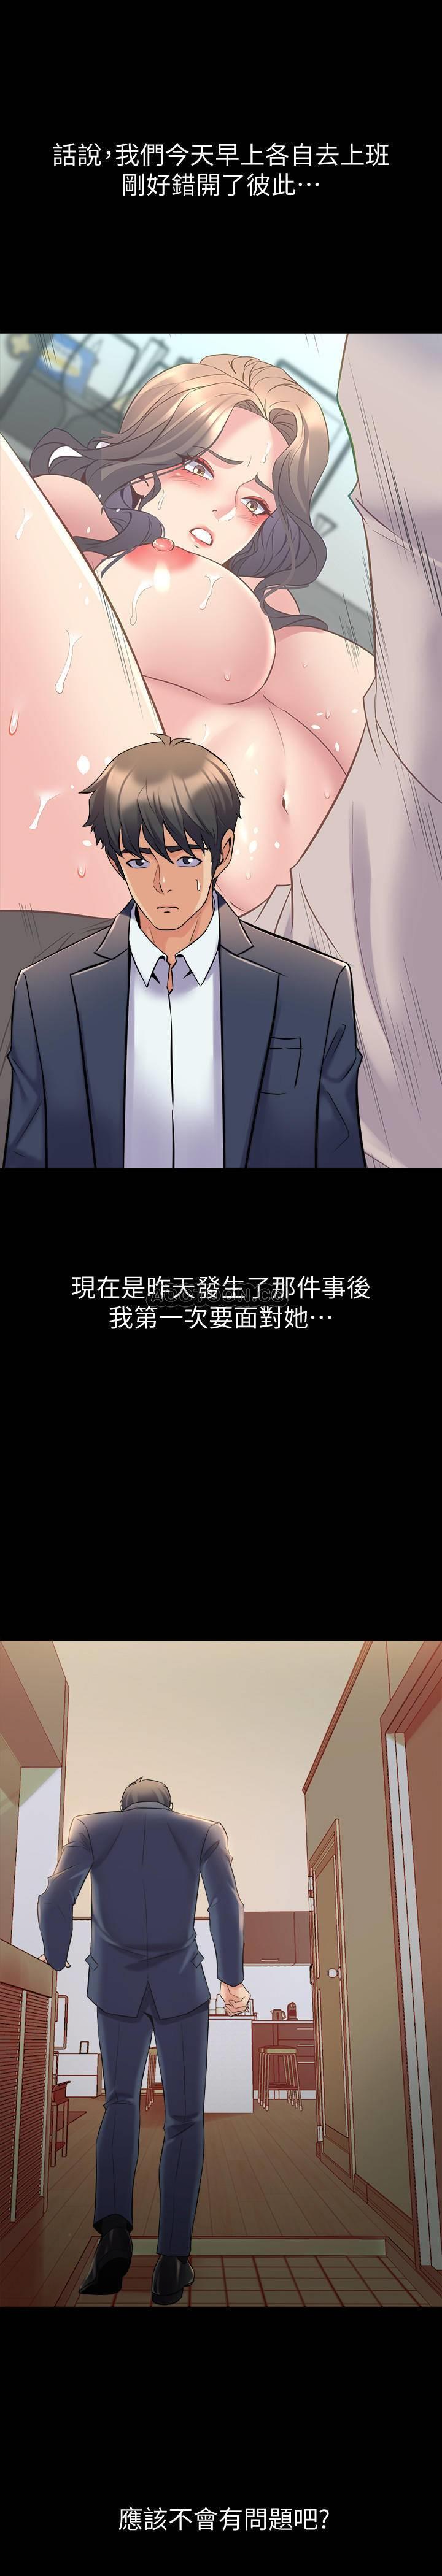 話說，我們今天早上各自去上班
剛好錯開了彼此…
現在是昨天發生了那件事後
我第一次要面對她…
應該不會有問題吧?